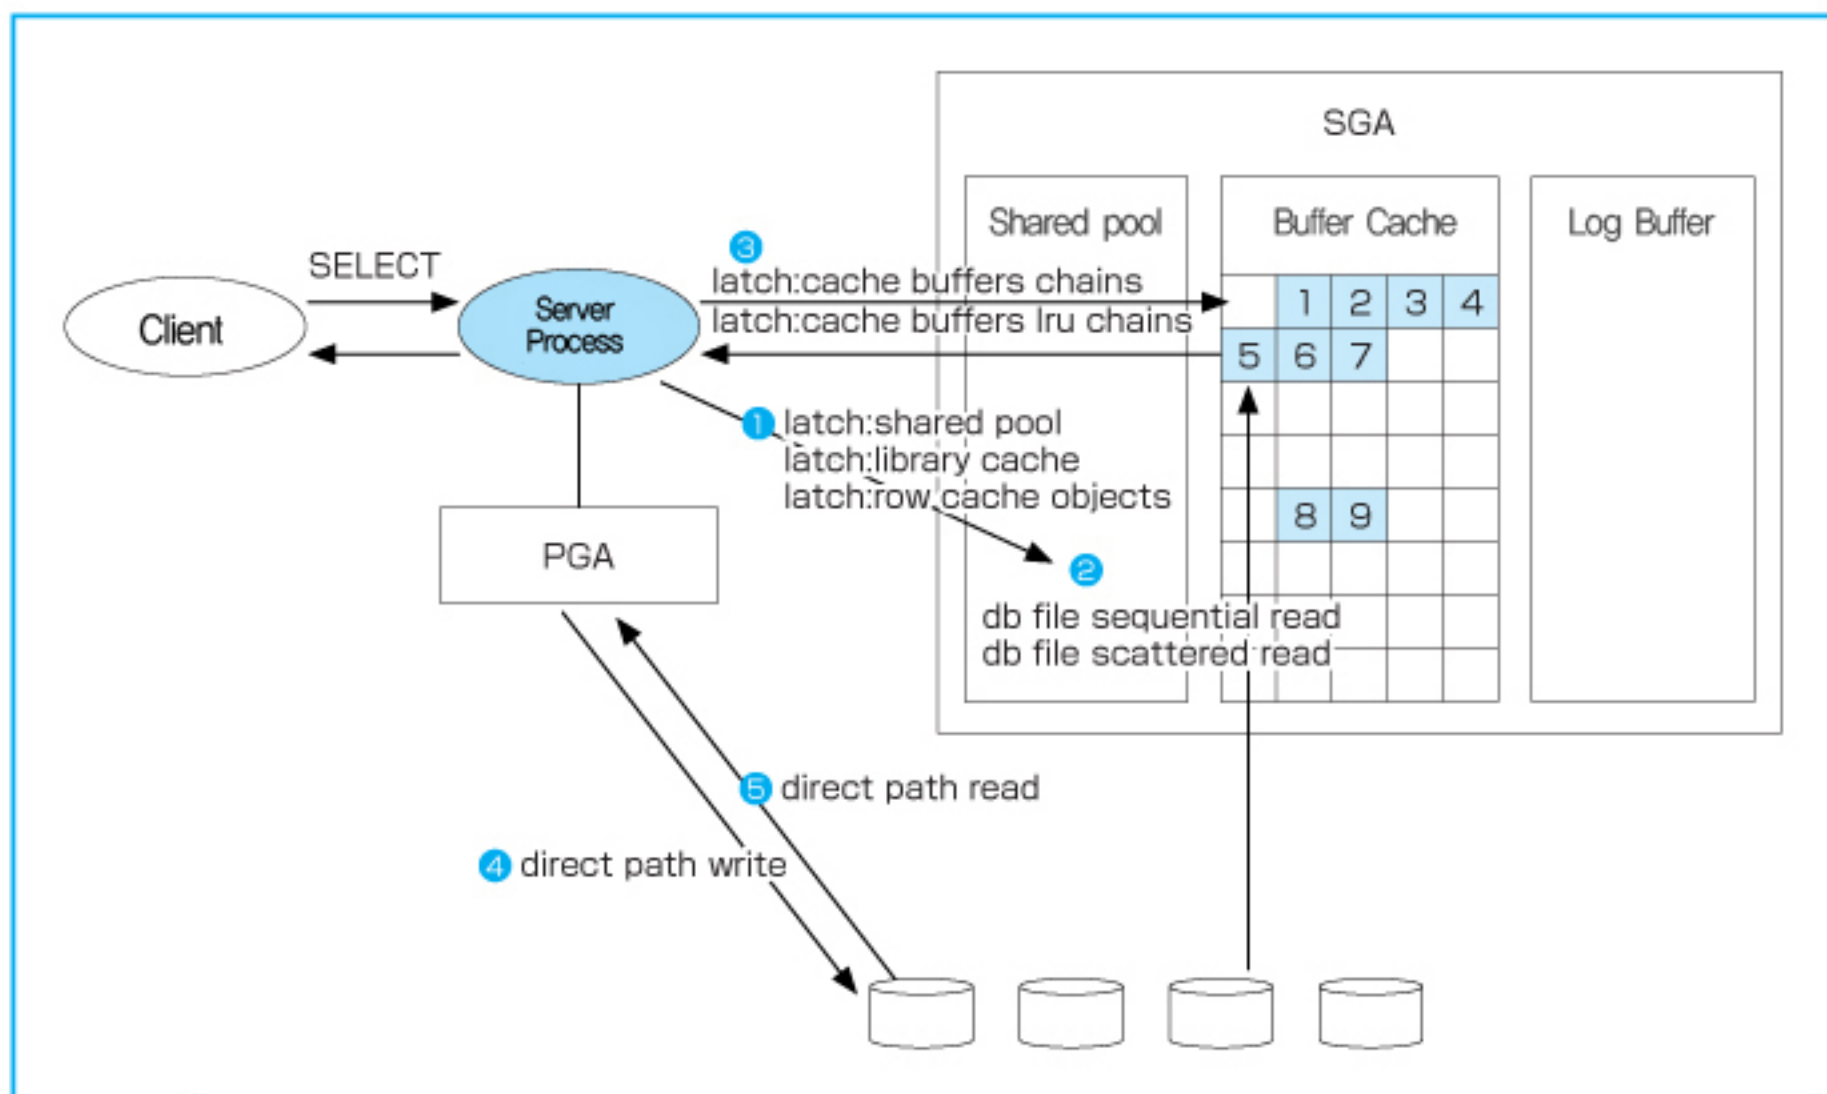 SGA
Shared pool
Buffer Cache
Log Buffer
SELECT
Client
Server
Process
3
latch:cache buffers chains
latch:cache buffers lru chains
1 2 3 4
5 6 7
8 9
1 latch:shared pool
latch:library cache
latch:row cache objects
PGA
2
db file sequential read
db file scattered read
5 direct path read
4 direct path write